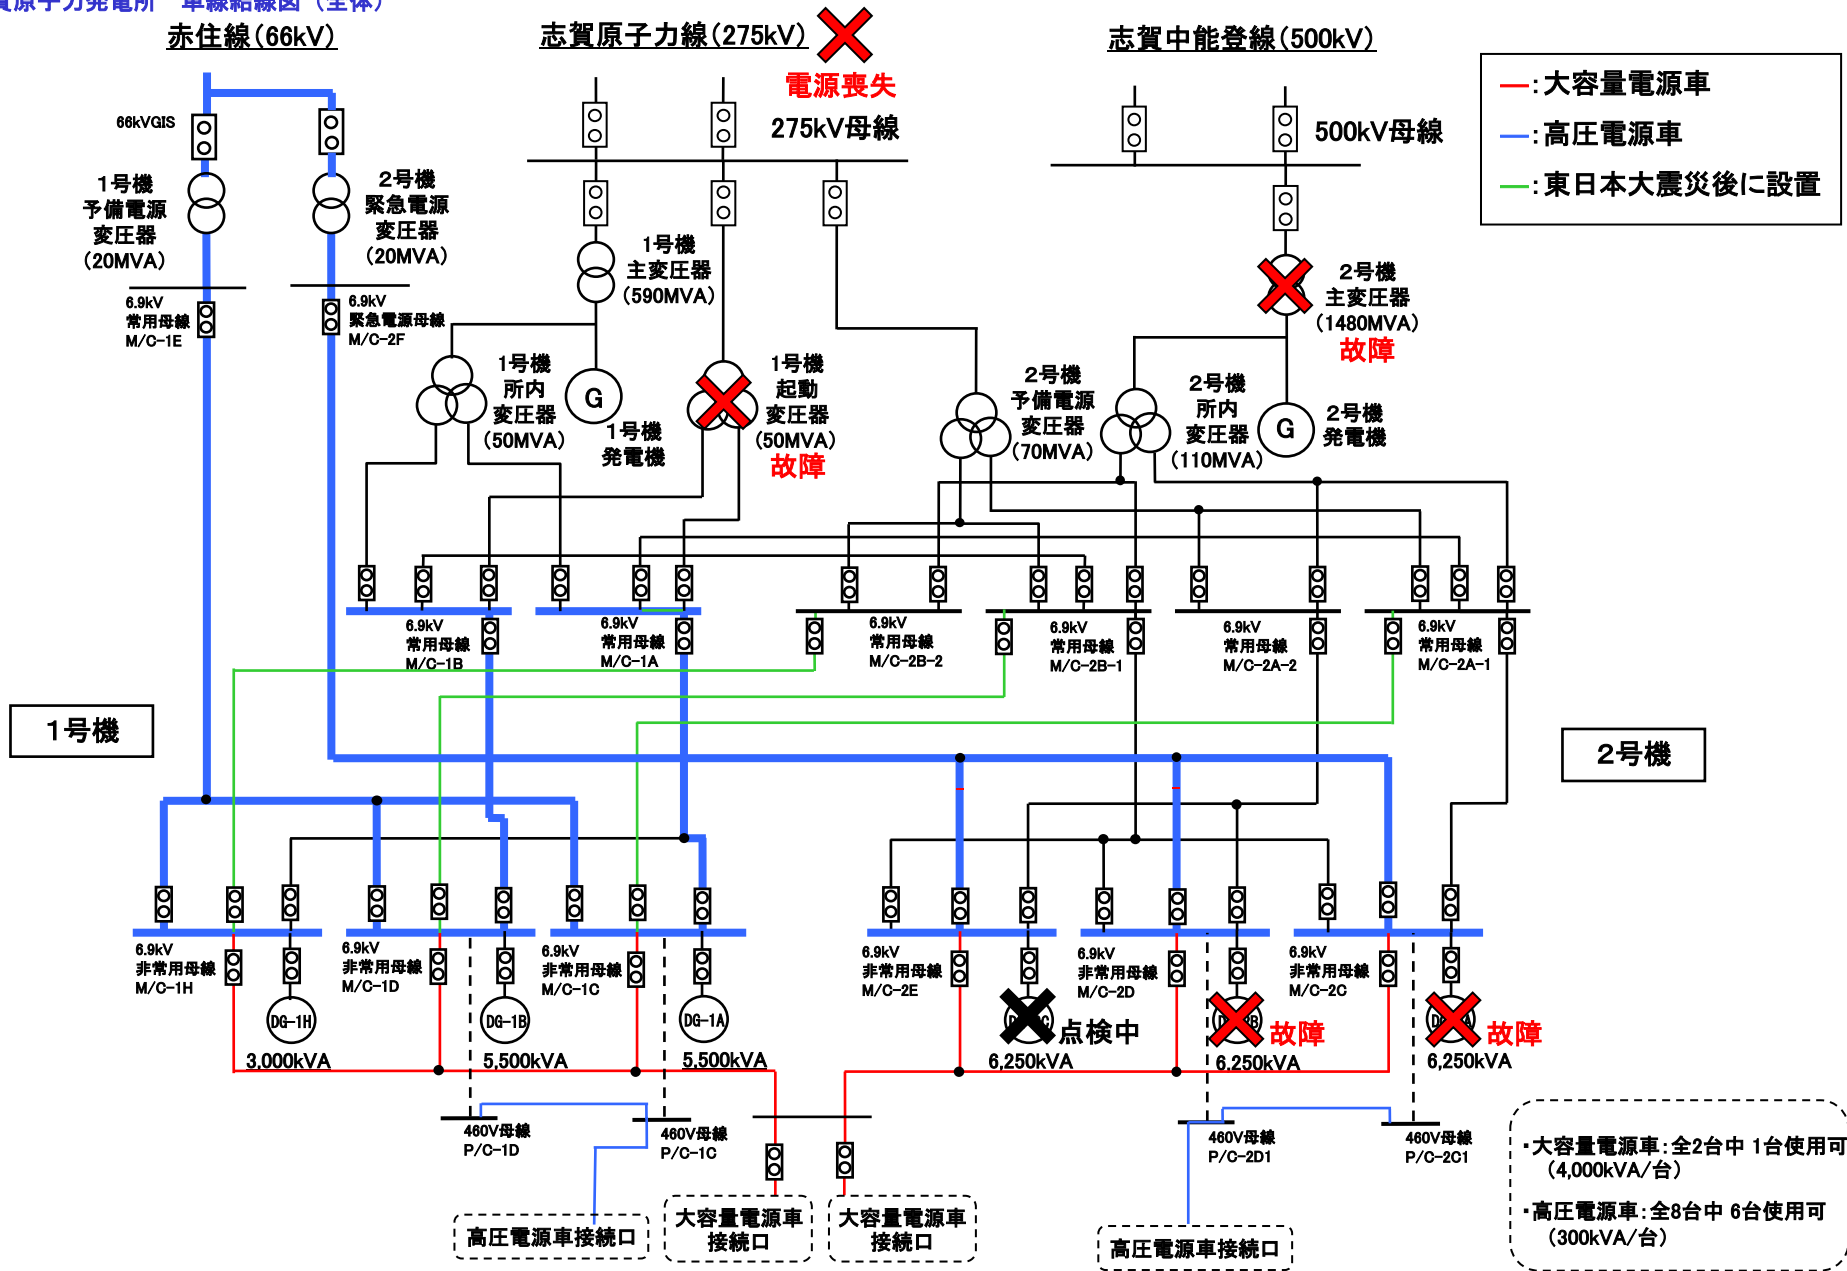 賀原子力発電所　単線結線図（全体）
赤住線(66kV)
志賀原子力線(275kV)
電源喪失
志賀中能登線(500kV)
━:大容量電源車
━:高圧電源車
━:東日本大震災後に設置
66kVGIS
275kV母線
500kV母線
1号機
予備電源
変圧器
(20MVA)
2号機
緊急電源
変圧器
(20MVA)
1号機
主変圧器
(590MVA)
2号機
主変圧器
(1480MVA)
故障
6.9kV
常用母線
M/C-1E
6.9kV
緊急電源母線
M/C-2F
1号機
所内
変圧器
(50MVA)
G
1号機
発電機
1号機
起動
変圧器
(50MVA)
故障
2号機
予備電源
変圧器
(70MVA)
2号機
所内
変圧器
(110MVA)
G
2号機
発電機
6.9kV
常用母線
M/C-1B
6.9kV
常用母線
M/C-1A
6.9kV
常用母線
M/C-2B-2
6.9kV
常用母線
M/C-2B-1
6.9kV
常用母線
M/C-2A-2
6.9kV
常用母線
M/C-2A-1
1号機
2号機
6.9kV
非常用母線
M/C-1H
6.9kV
非常用母線
M/C-1D
6.9kV
非常用母線
M/C-1C
6.9kV
非常用母線
M/C-2E
6.9kV
非常用母線
M/C-2D
6.9kV
非常用母線
M/C-2C
DG-1H
3,000kVA
DG-1B
5,500kVA
DG-1A
5,500kVA
点検中
6,250kVA
故障
6,250kVA
故障
6,250kVA
460V母線
P/C-1D
460V母線
P/C-1C
460V母線
P/C-2D1
460V母線
P/C-2C1
高圧電源車接続口
大容量電源車
接続口
大容量電源車
接続口
高圧電源車接続口
・大容量電源車:全2台中 1台使用可
(4,000kVA/台)
・高圧電源車:全8台中 6台使用可
(300kVA/台)